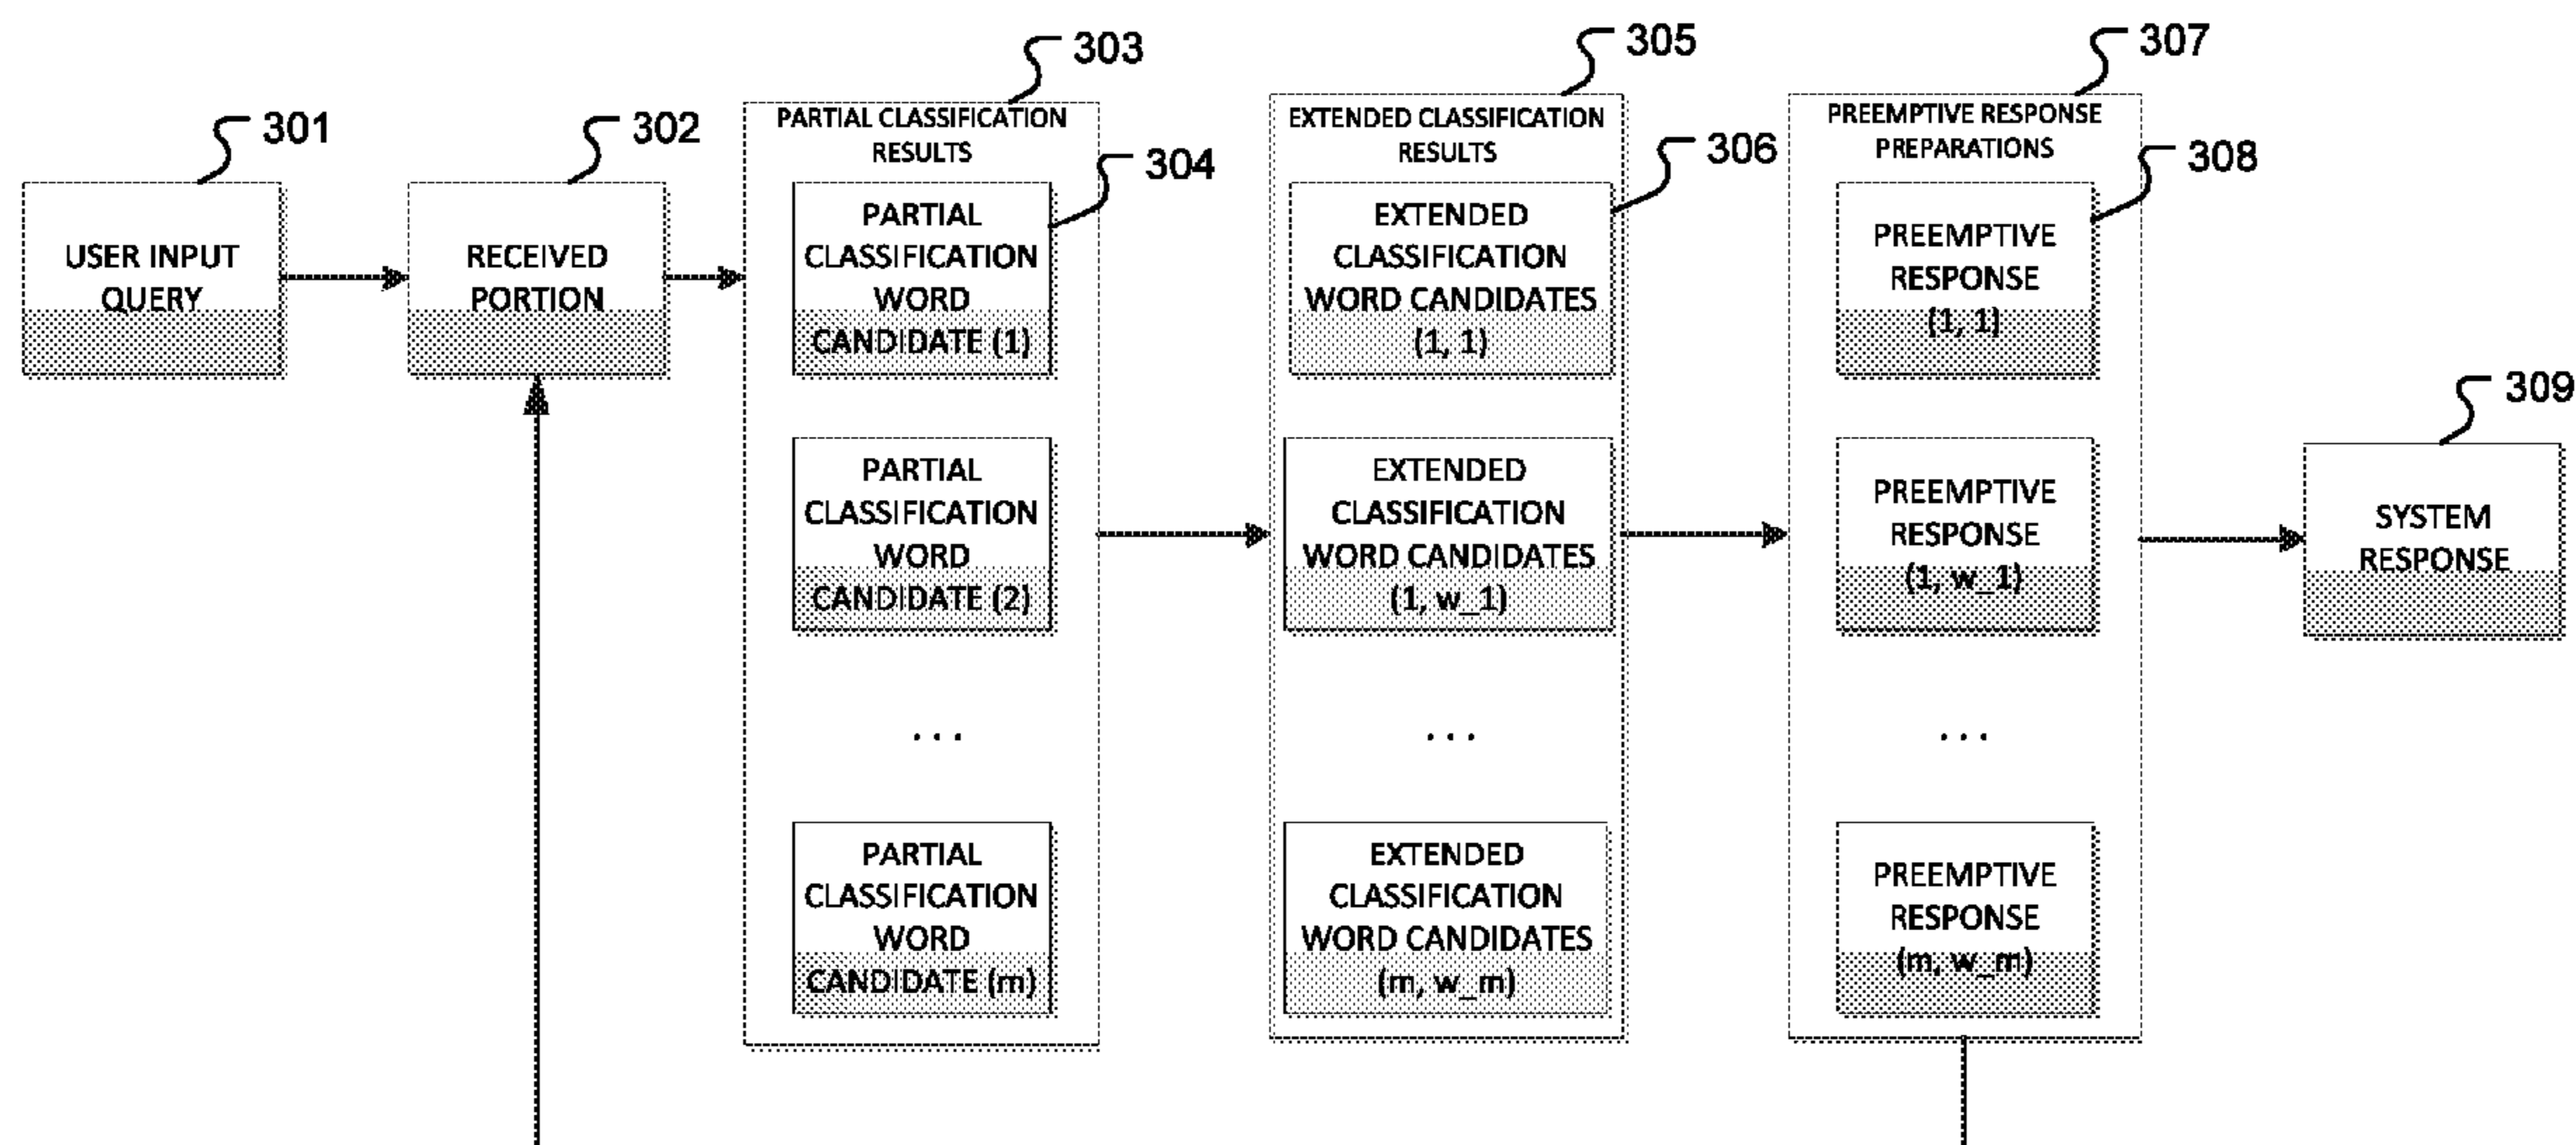 301
USER INPUT
QUERY
302
RECEIVED
PORTION
303
PARTIAL CLASSIFICATION
RESULTS
304
PARTIAL
CLASSIFICATION
WORD
CANDIDATE (1)
PARTIAL
CLASSIFICATION
WORD
CANDIDATE (2)
...
PARTIAL
CLASSIFICATION
WORD
CANDIDATE (m)
305
EXTENDED CLASSIFICATION
RESULTS
306
EXTENDED
CLASSIFICATION
WORD CANDIDATES
(1, 1)
EXTENDED
CLASSIFICATION
WORD CANDIDATES
(1, w_1)
...
EXTENDED
CLASSIFICATION
WORD CANDIDATES
(m, w_m)
307
PREEMPTIVE RESPONSE
PREPARATIONS
308
PREEMPTIVE
RESPONSE
(1, 1)
PREEMPTIVE
RESPONSE
(1, w_1)
...
PREEMPTIVE
RESPONSE
(m, w_m)
309
SYSTEM
RESPONSE